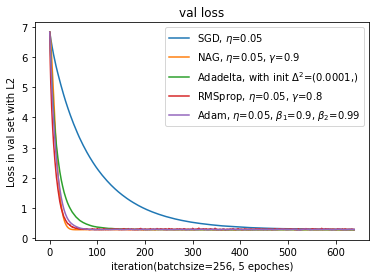 val loss
Loss in val set with L2
7
6
5
4
3
2
1
0
SGD, η=0.05
NAG, η=0.05, γ=0.9
Adadelta, with init Δ²=(0.0001,)
RMSprop, η=0.05, γ=0.8
Adam, η=0.05, β₁=0.9, β₂=0.99
0 100 200 300 400 500 600
iteration(batchsize=256, 5 epoches)